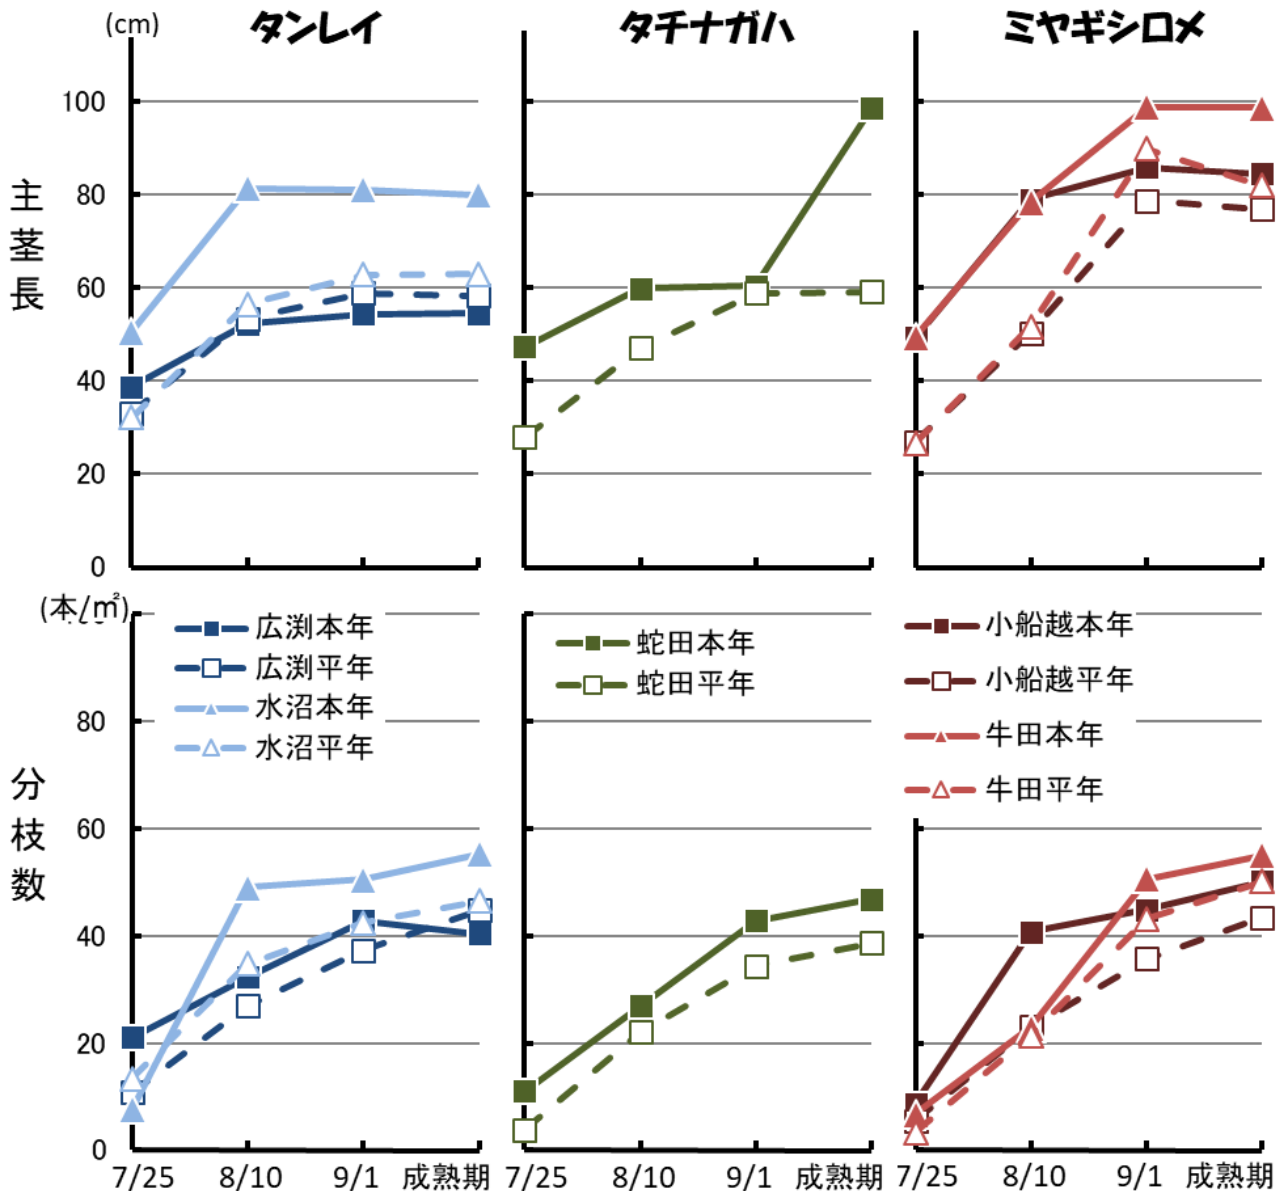 (cm) タンレイ タチナガハ ミヤギシロメ
主茎長
100
80
60
40
20
0
(本/㎡)
分枝数
80
60
40
20
0
広渕本年
広渕平年
水沼本年
水沼平年
蛇田本年
蛇田平年
小船越本年
小船越平年
牛田本年
牛田平年
7/25 8/10 9/1 成熟期 7/25 8/10 9/1 成熟期 7/25 8/10 9/1 成熟期